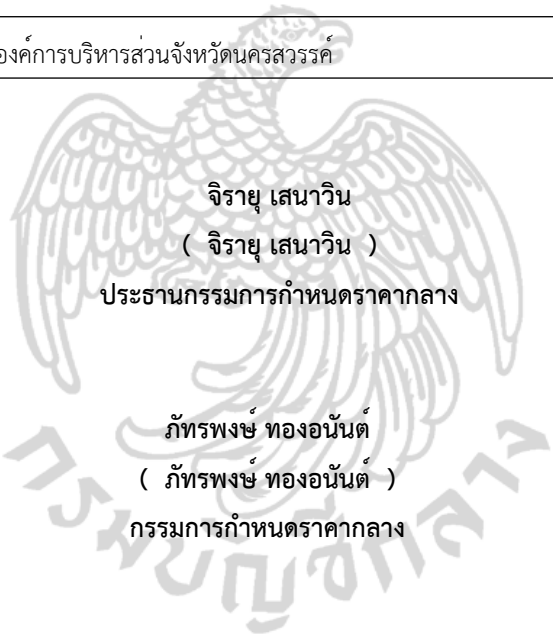 องค์การบริหารส่วนจังหวัดนครสวรรค์
จิรายุ เสนาวิน
( จิรายุ เสนาวิน )
ประธานกรรมการกำหนดราคากลาง
ภัทรพงษ์ ทองอนันต์
( ภัทรพงษ์ ทองอนันต์ )
กรรมการกำหนดราคากลาง
กรมบัญชีกลาง